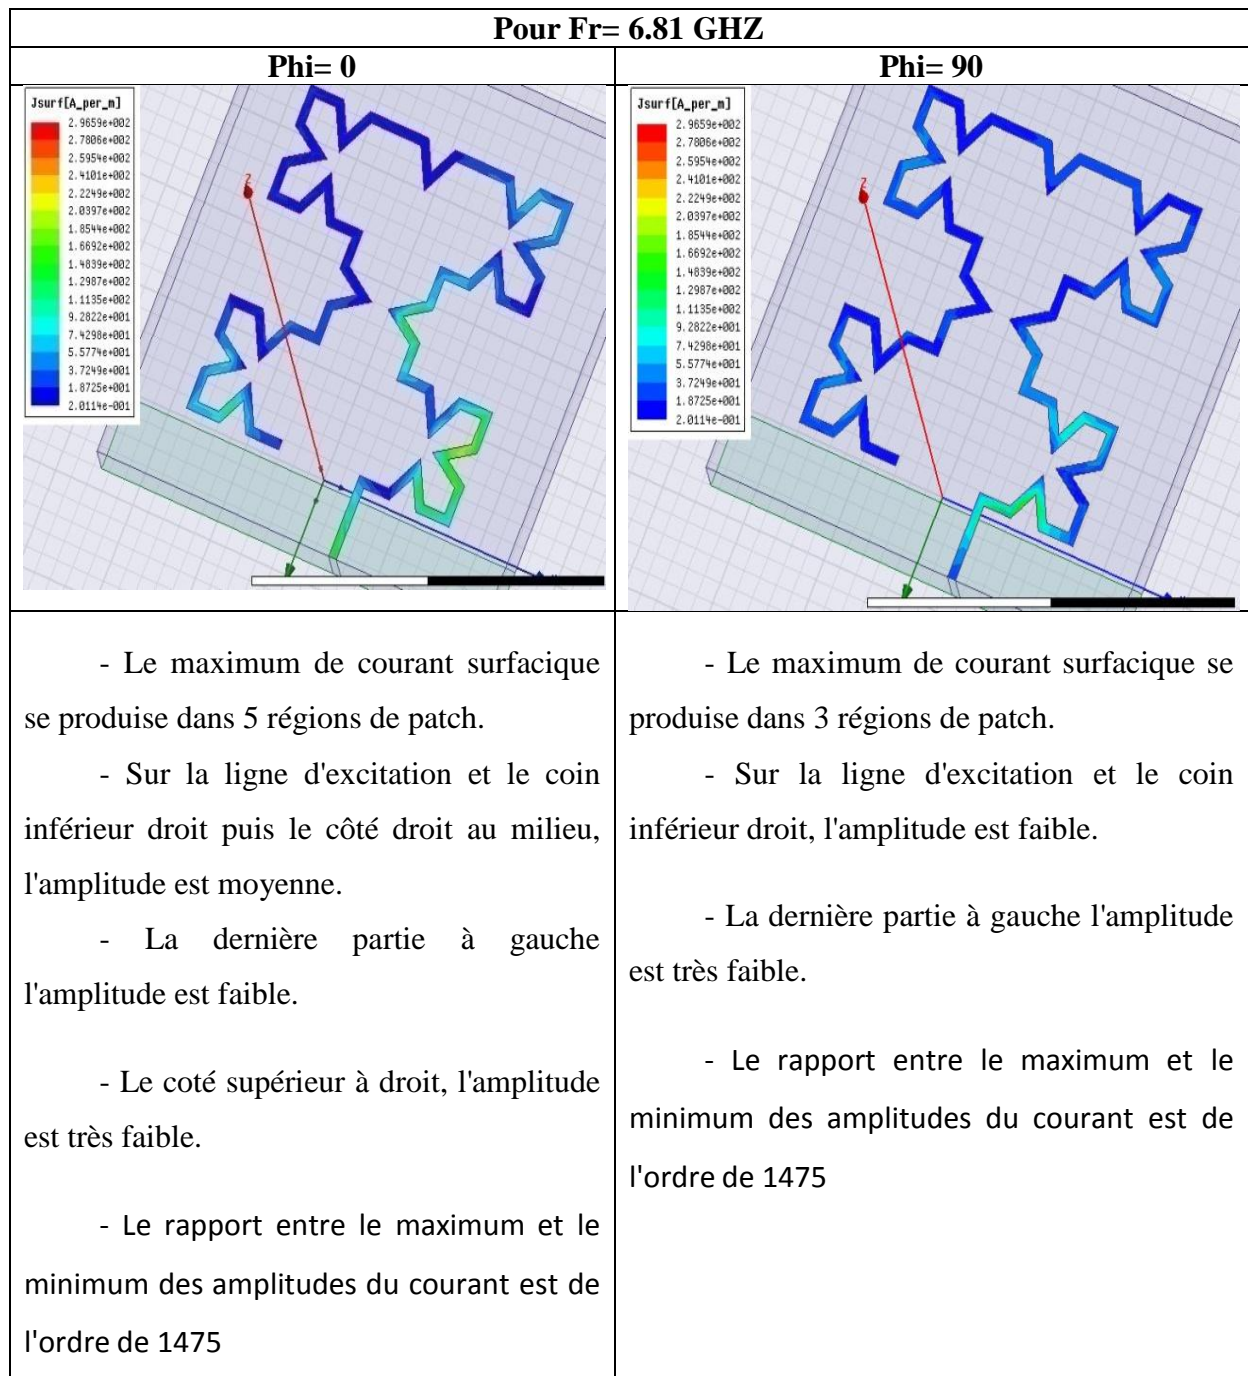 Pour Fr= 6.81 GHZ
Phi= 0
Phi= 90
Jsurf[A_per_m]
2.9659e+002
2.7806e+002
2.5954e+002
2.4101e+002
2.2249e+002
2.0397e+002
1.8544e+002
1.6692e+002
1.4839e+002
1.2987e+002
1.1135e+002
9.2822e+001
7.4298e+001
5.5774e+001
3.7249e+001
1.8725e+001
2.0114e-001
Z
Jsurf[A_per_m]
2.9659e+002
2.7806e+002
2.5954e+002
2.4101e+002
2.2249e+002
2.0397e+002
1.8544e+002
1.6692e+002
1.4839e+002
1.2987e+002
1.1135e+002
9.2822e+001
7.4298e+001
5.5774e+001
3.7249e+001
1.8725e+001
2.0114e-001
Z
- Le maximum de courant surfacique
se produise dans 5 régions de patch.
- Sur la ligne d'excitation et le coin
inférieur droit puis le côté droit au milieu,
l'amplitude est moyenne.
- La dernière partie à gauche
l'amplitude est faible.
- Le coté supérieur à droit, l'amplitude
est très faible.
- Le rapport entre le maximum et le
minimum des amplitudes du courant est de
l'ordre de 1475
- Le maximum de courant surfacique se
produise dans 3 régions de patch.
- Sur la ligne d'excitation et le coin
inférieur droit, l'amplitude est faible.
- La dernière partie à gauche l'amplitude
est très faible.
- Le rapport entre le maximum et le
minimum des amplitudes du courant est de
l'ordre de 1475